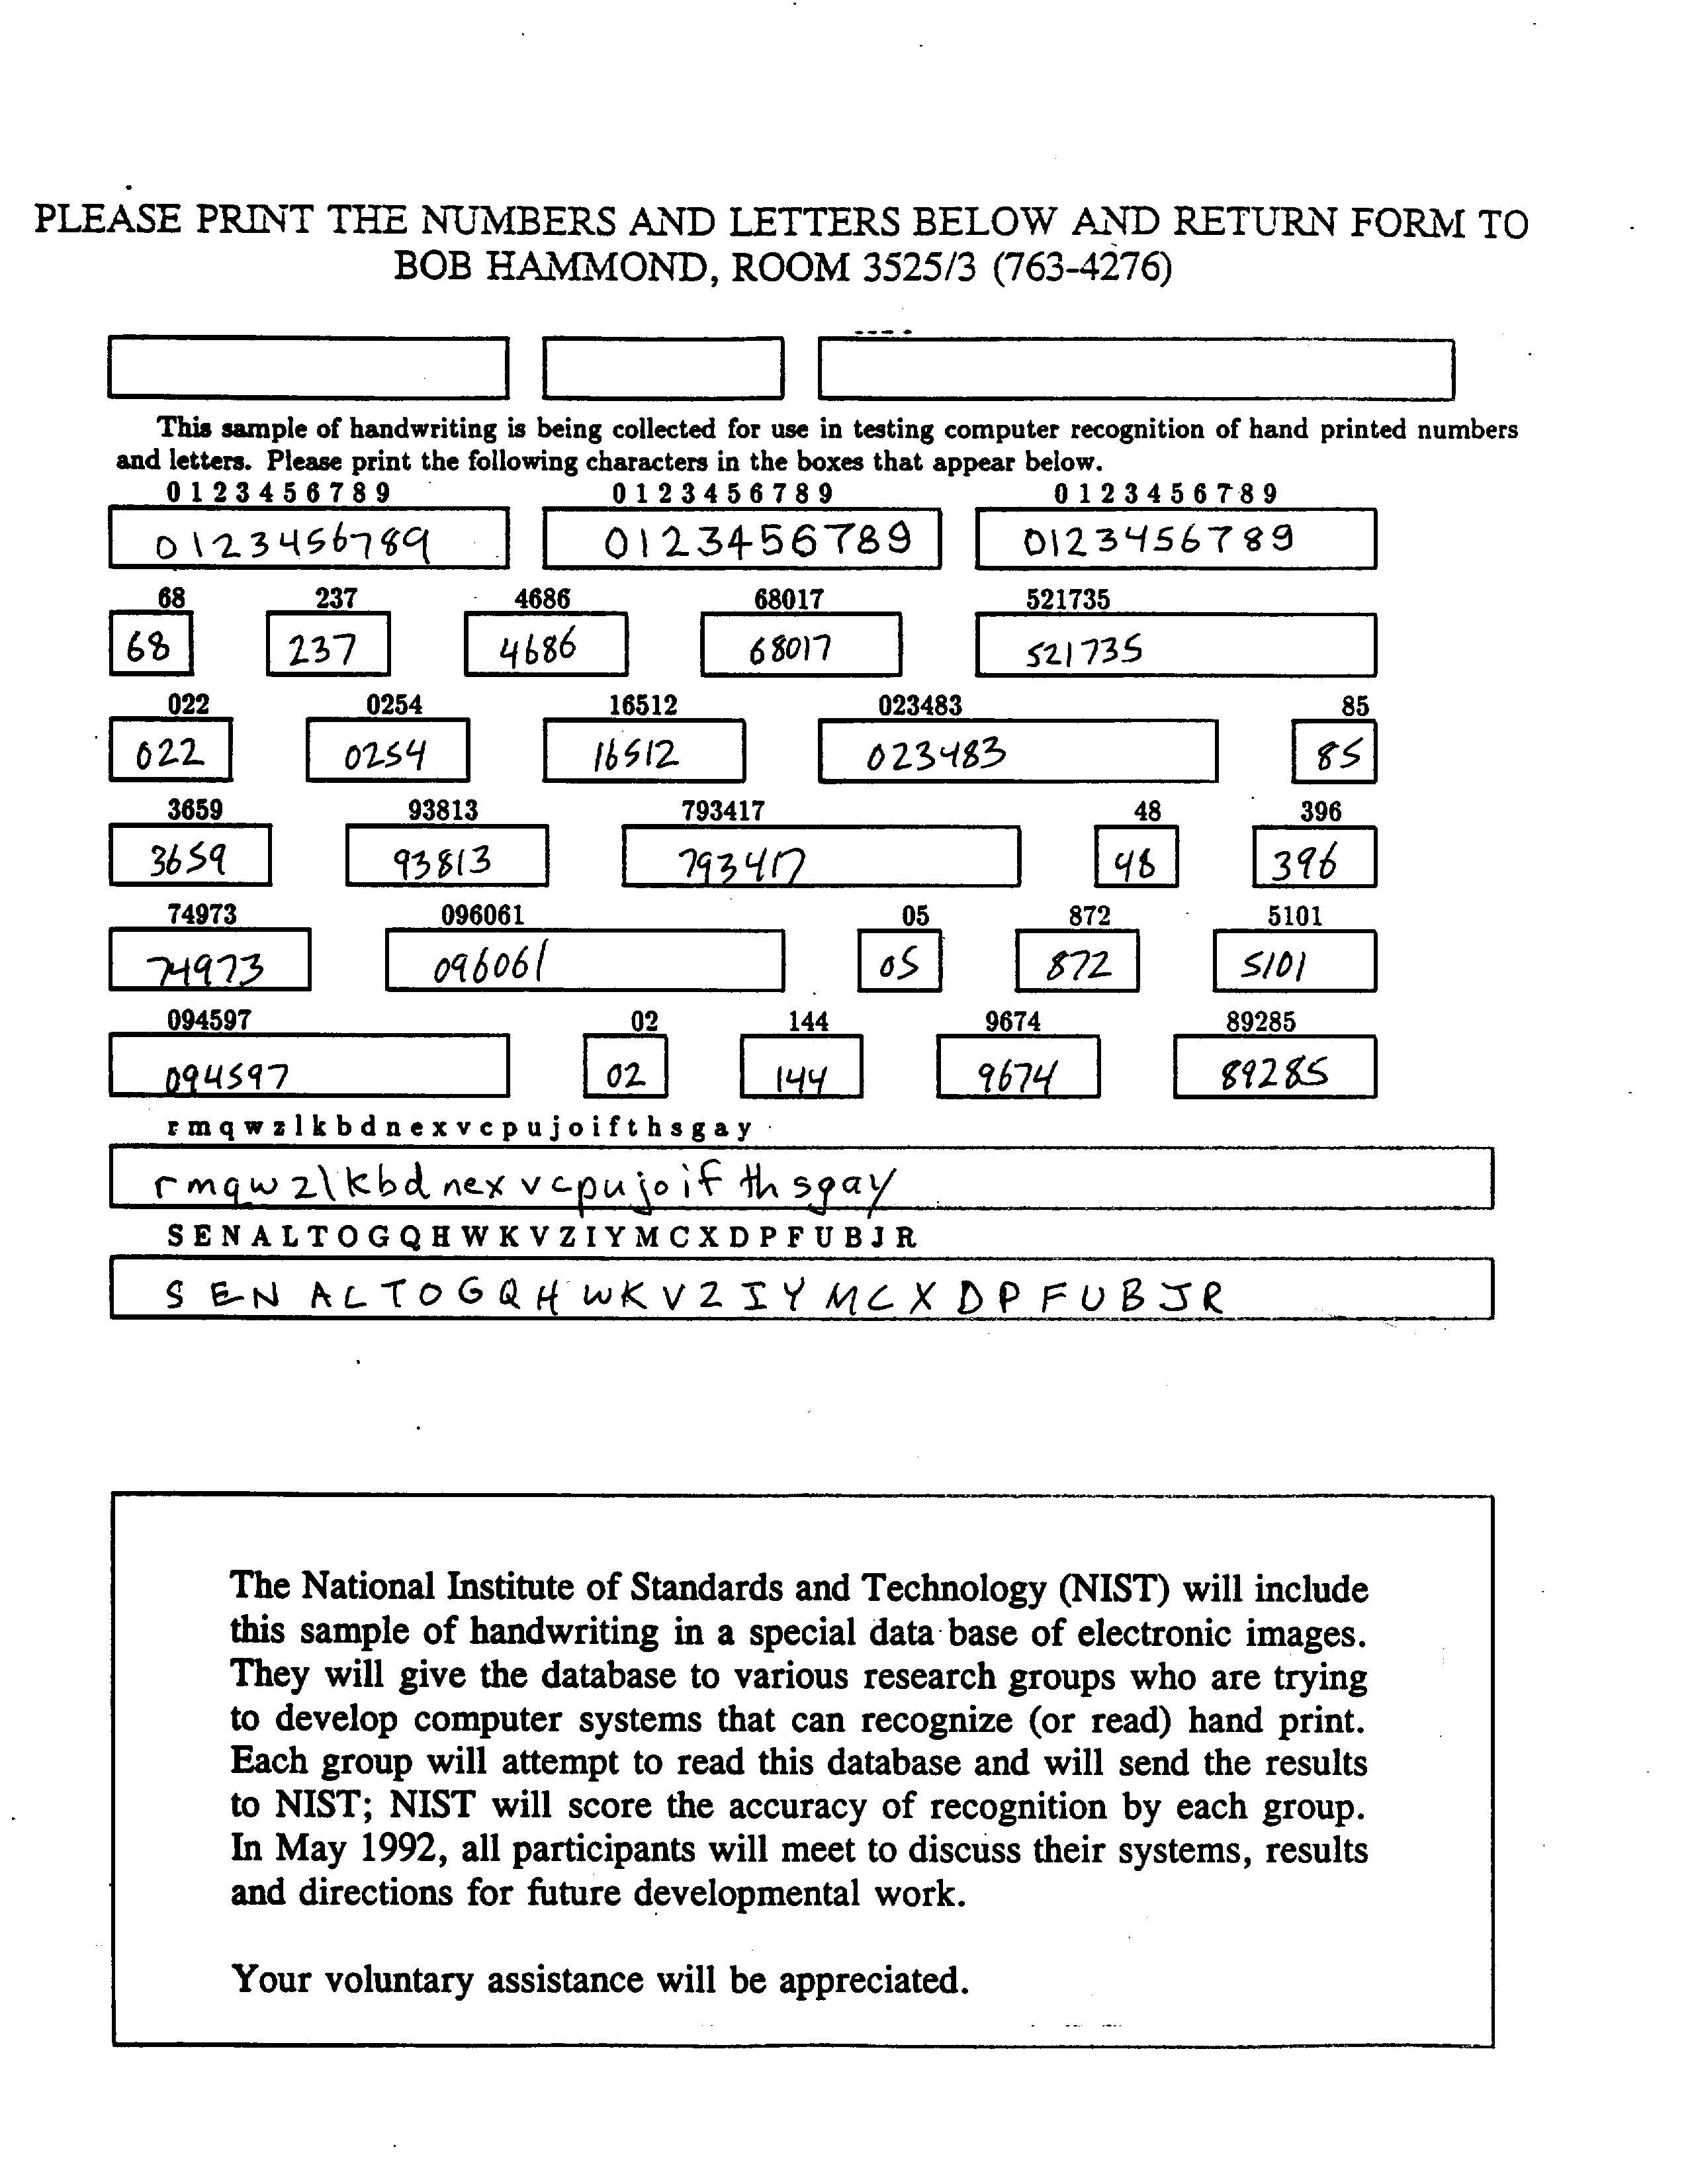 PLEASE PRINT THE NUMBERS AND LETTERS BELOW AND RETURN FORM TO
BOB HAMMOND, ROOM 3525/3 (763-4276)
This sample of handwriting is being collected for use in testing computer recognition of hand printed numbers
and letters. Please print the following characters in the boxes that appear below.
0 1 2 3 4 5 6 7 8 9 0 1 2 3 4 5 6 7 8 9 0 1 2 3 4 5 6 7 8 9
0123456789 0123456789 0123456789
68 237 4686 68017 521735
68 237 4686 68017 521735
022 0254 16512 023483 85
022 0254 16512 023483 85
3659 93813 793417 48 396
3659 93813 793417 48 396
74973 096061 05 872 5101
74973 096061 05 872 5101
094597 02 144 9674 89285
094597 02 144 9674 89285
r m q w z l k b d n e x v c p u j o i f t h s g a y
rmqwzlkbdnexvcpujoifthsgay
S E N A L T O G Q H W K V Z I Y M C X D P F U B J R
S E N A L T O G Q H W K V Z I Y M C X D P F U B J R
The National Institute of Standards and Technology (NIST) will include
this sample of handwriting in a special data base of electronic images.
They will give the database to various research groups who are trying
to develop computer systems that can recognize (or read) hand print.
Each group will attempt to read this database and will send the results
to NIST; NIST will score the accuracy of recognition by each group.
In May 1992, all participants will meet to discuss their systems, results
and directions for future developmental work.
Your voluntary assistance will be appreciated.